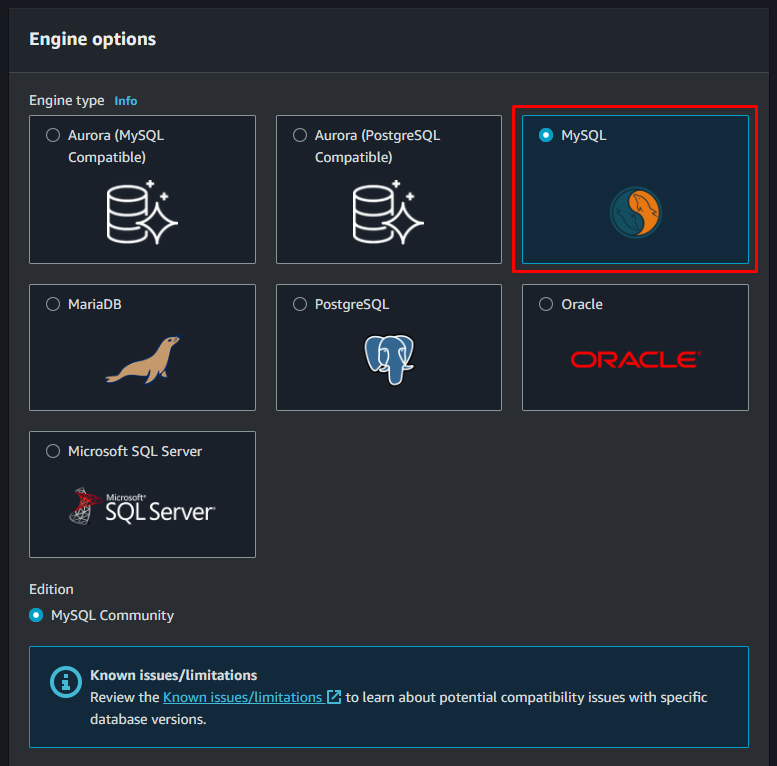 Engine options
Engine type Info
Aurora (MySQL
Compatible)
Aurora (PostgreSQL
Compatible)
MySQL
MariaDB
PostgreSQL
Oracle
ORACLE®
Microsoft SQL Server
Microsoft®
SQL Server®
Edition
MySQL Community
Known issues/limitations
Review the Known issues/limitations to learn about potential compatibility issues with specific
database versions.